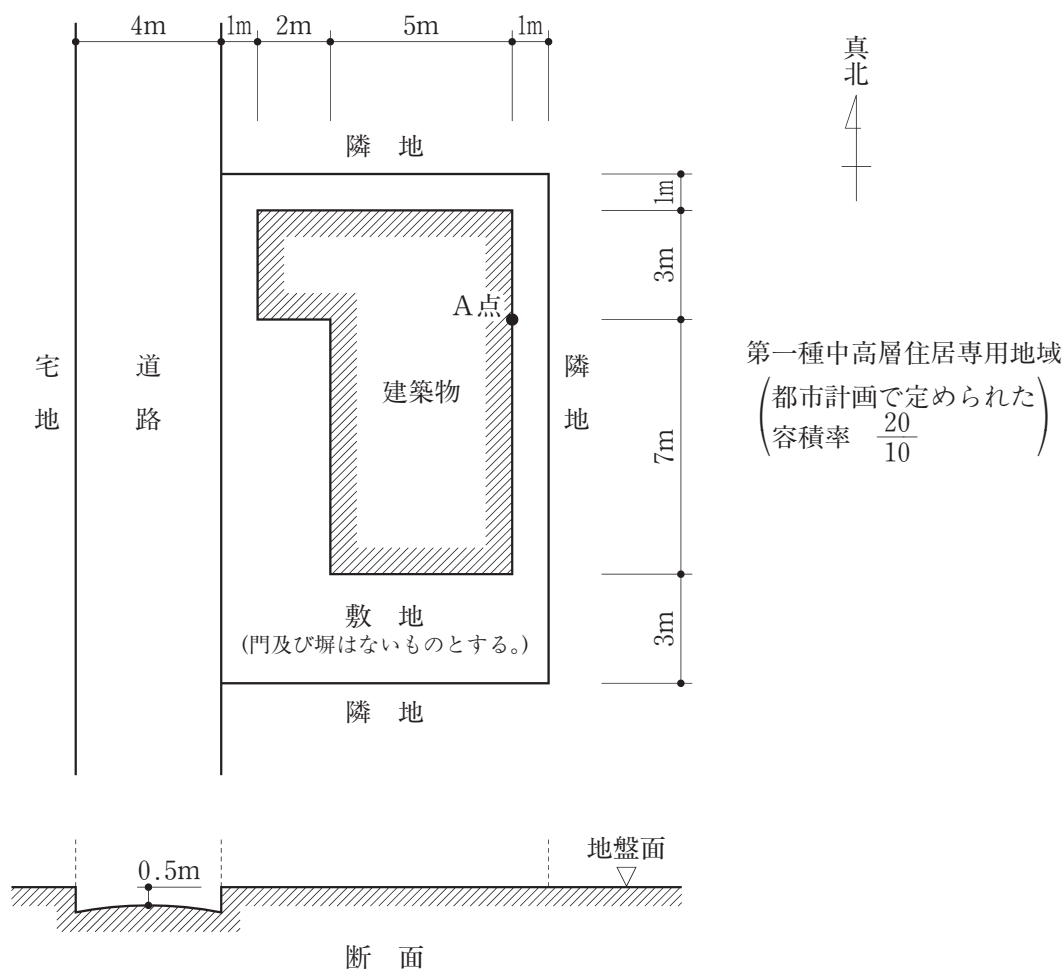 4m
1m
2m
5m
1m
真北
隣 地
1m
3m
A点
宅地
道路
建築物
隣地
7m
第一種中高層住居専用地域
(都市計画で定められた
容積率 20/10)
敷 地
(門及び塀はないものとする。)
3m
隣 地
地盤面
0.5m
断 面